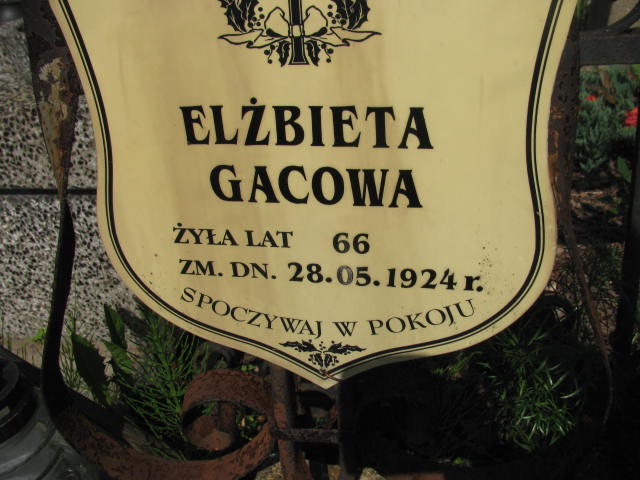 ELŻBIETA
GACOWA
ŻYŁA LAT 66
ZM. DN. 28.05.1924 r.
SPOCZYWAJ W POKOJU